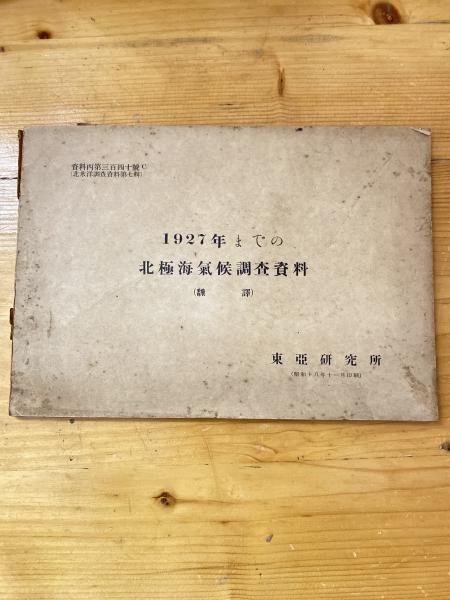 資料丙第三百四十號C
(北氷洋調査資料第七輯)
1927年までの
北極海氣候調査資料
(飜譯)
東亞硏究所
(昭和十八年十一月印刷)